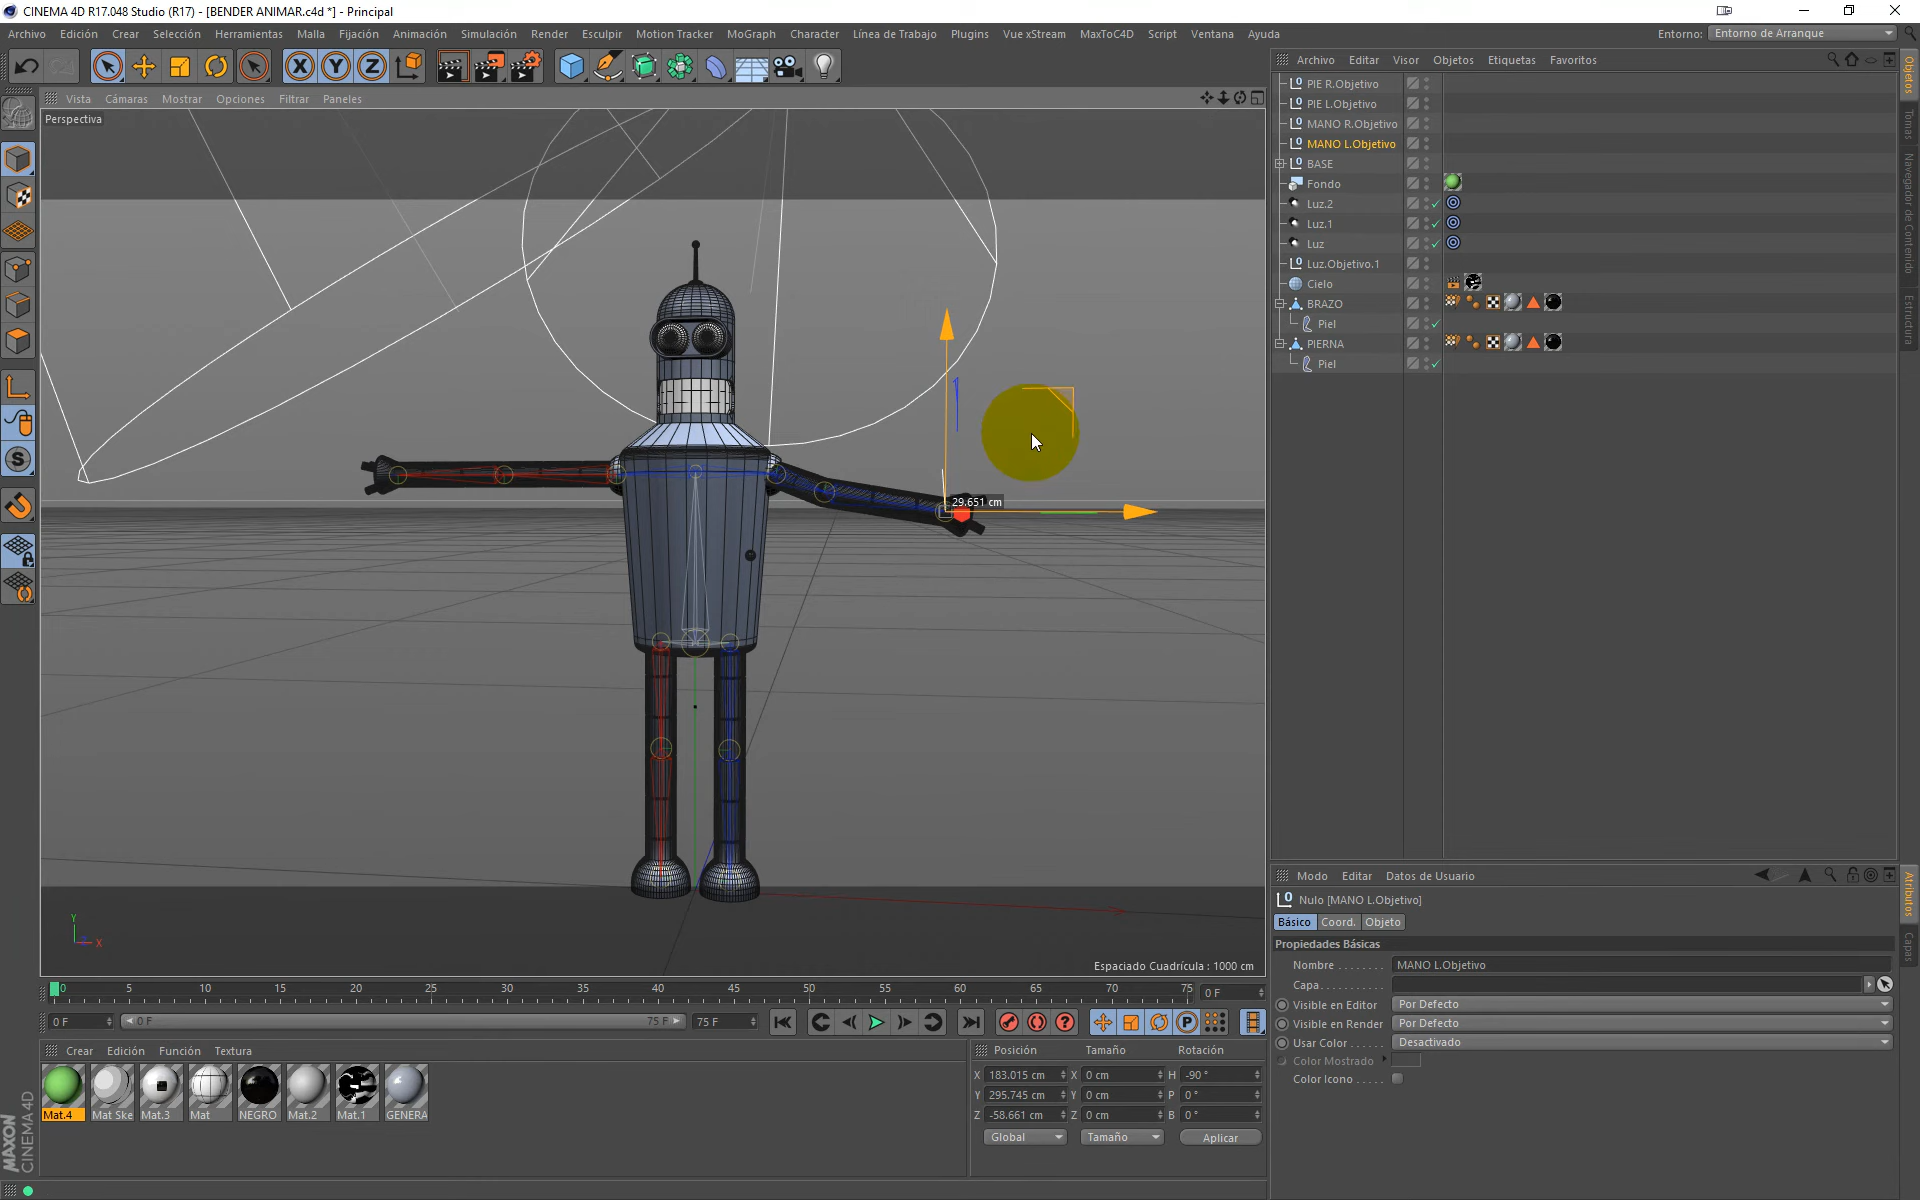 CINEMA 4D R17.048 Studio (R17) - [BENDER ANIMAR.c4d *] - Principal
Archivo Edición Crear Selección Herramientas Malla Fijación Animación Simulación Render Esculpir Motion Tracker MoGraph Character Línea de Trabajo Plugins Vue xStream MaxToC4D Script Ventana Ayuda Entorno: Entorno de Arranque
Archivo Editar Visor Objetos Etiquetas Favoritos
Vista Cámaras Mostrar Opciones Filtrar Paneles
Perspectiva
PIE R.Objetivo
PIE L.Objetivo
MANO R.Objetivo
MANO L.Objetivo
BASE
Fondo
Luz.2
Luz.1
Luz
Luz.Objetivo.1
Cielo
BRAZO
Piel
PIERNA
Piel
Objetos
Tomas
Navegador de Contenido
Estructura
29.651 cm
Y
X
Espaciado Cuadrícula : 1000 cm
Modo Editar Datos de Usuario
Nulo [MANO L.Objetivo]
Básico Coord. Objeto
Propiedades Básicas
Nombre ........ MANO L.Objetivo
Capa...........
Visible en Editor Por Defecto
Visible en Render Por Defecto
Usar Color ...... Desactivado
Color Mostrado
Color Icono .....
Atributos
Capas
0 5 10 15 20 25 30 35 40 45 50 55 60 65 70 75 0 F
0 F 0 F 75 F 75 F
Crear Edición Función Textura
Mat.4 Mat Ske Mat.3 Mat NEGRO Mat.2 Mat.1 GENERA
Posición Tamaño Rotación
X 183.015 cm X 0 cm H -90 °
Y 295.745 cm Y 0 cm P 0 °
Z -58.661 cm Z 0 cm B 0 °
Global Tamaño Aplicar
MAXON
CINEMA 4D